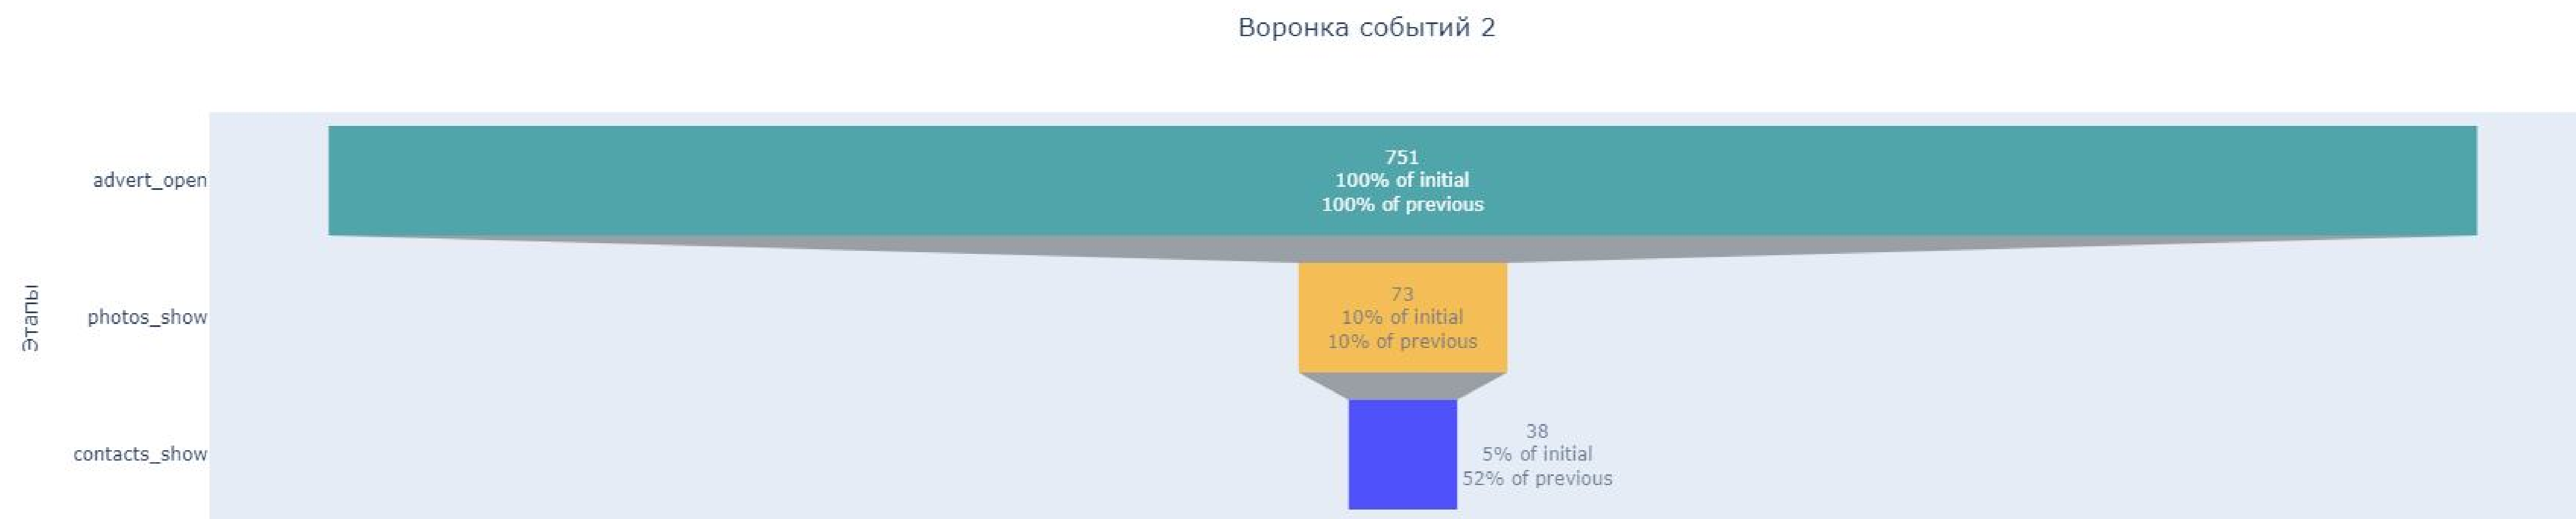 Воронка событий 2
Этапы
advert_open
751
100% of initial
100% of previous
photos_show
73
10% of initial
10% of previous
contacts_show
38
5% of initial
52% of previous